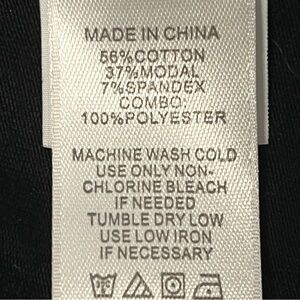 MADE IN CHINA
56%COTTON
37%MODAL
7%SPANDEX
COMBO:
100%POLYESTER
MACHINE WASH COLD
USE ONLY NON-
CHLORINE BLEACH
IF NEEDED
TUMBLE DRY LOW
USE LOW IRON
IF NECESSARY